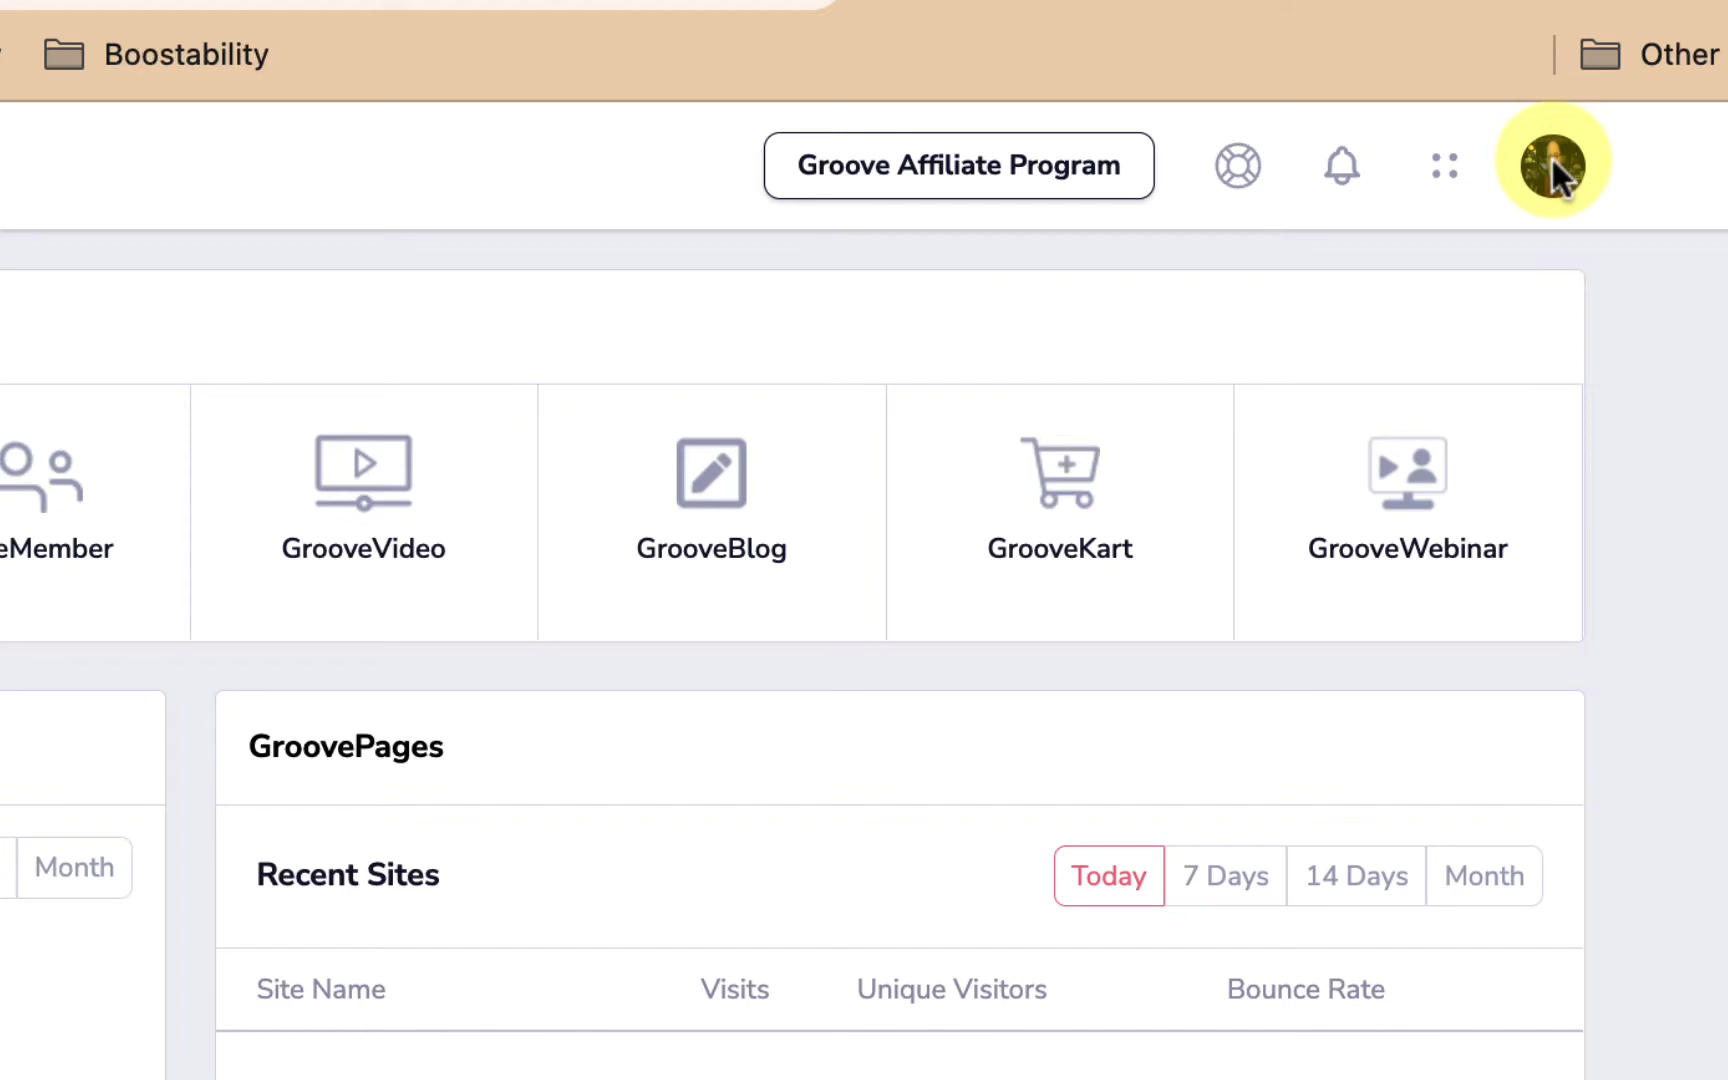 Boostability
Other
Groove Affiliate Program
eMember
GrooveVideo
GrooveBlog
GrooveKart
GrooveWebinar
GroovePages
Month
Recent Sites
Today
7 Days
14 Days
Month
Site Name
Visits
Unique Visitors
Bounce Rate